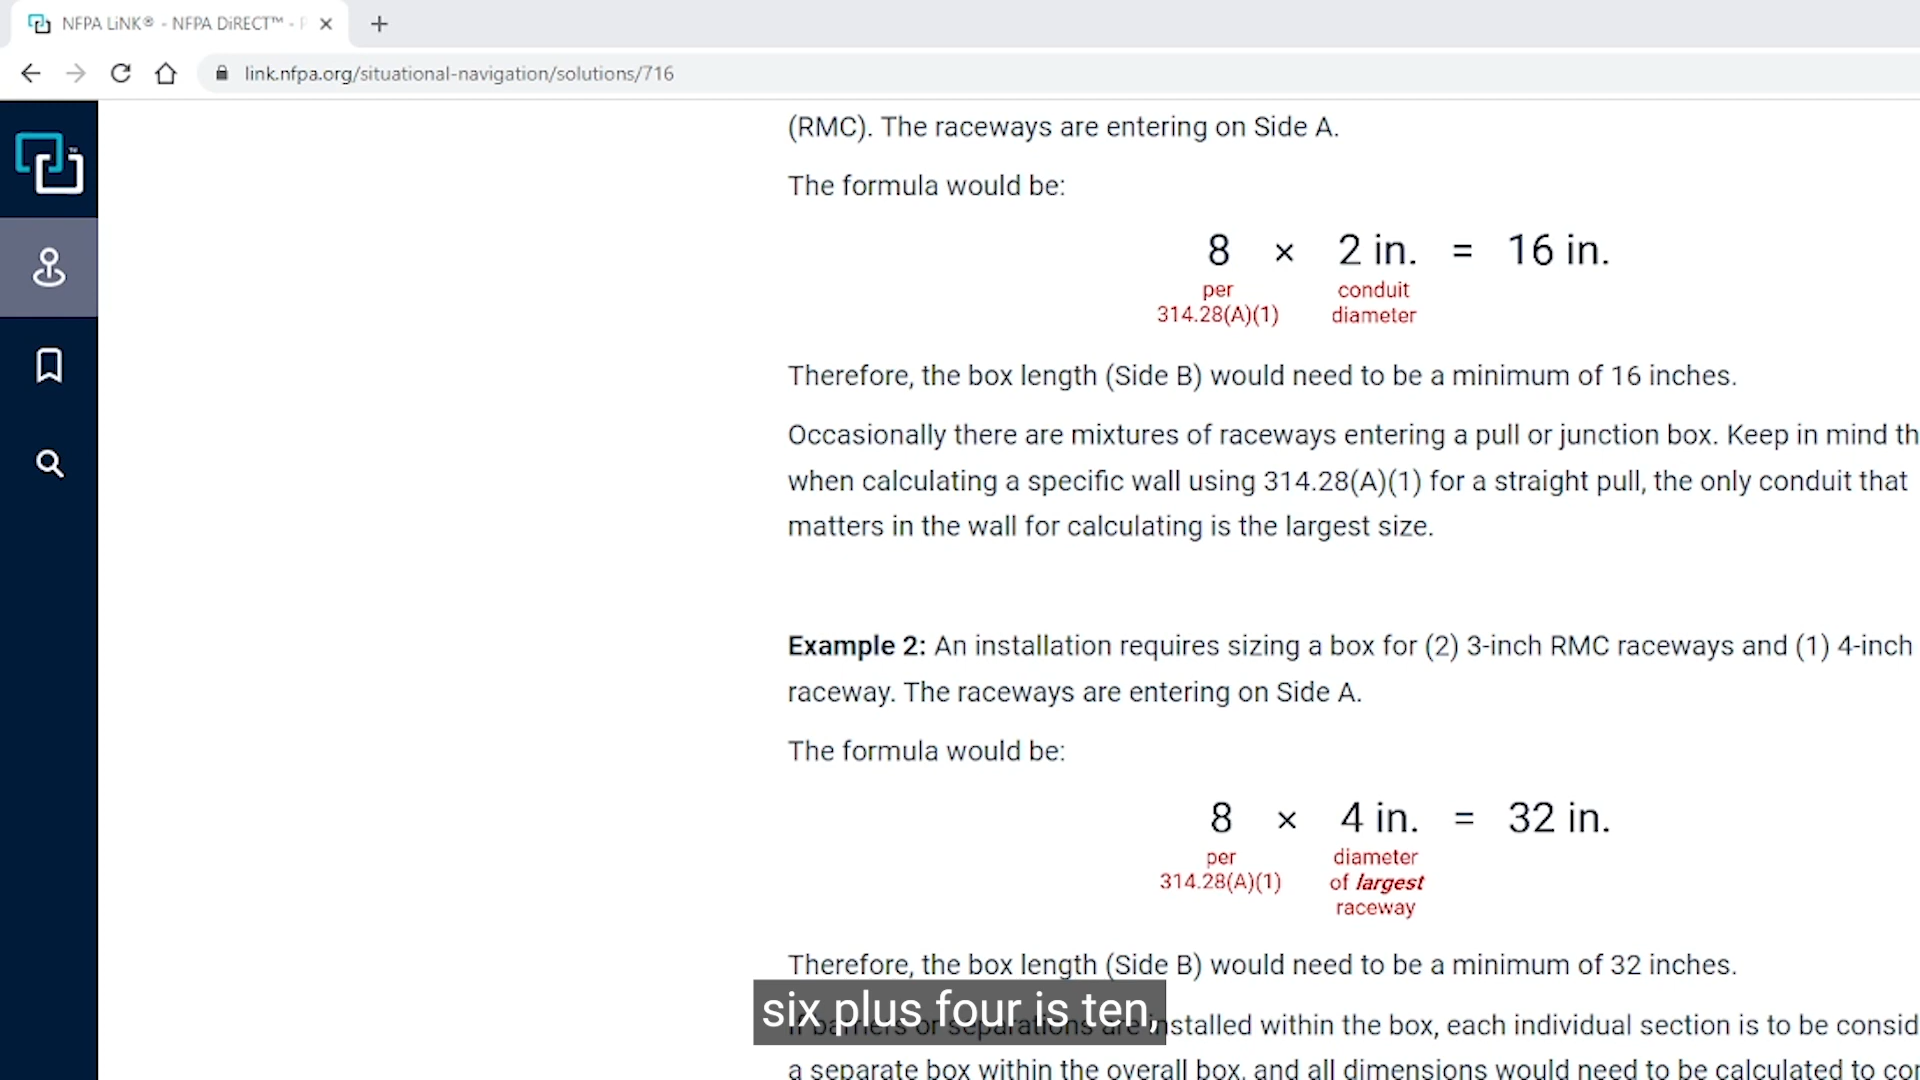 NFPA LiNK® - NFPA DiRECT™ - P
link.nfpa.org/situational-navigation/solutions/716
(RMC). The raceways are entering on Side A.
The formula would be:
8 × 2 in. = 16 in.
per conduit
314.28(A)(1) diameter
Therefore, the box length (Side B) would need to be a minimum of 16 inches.
Occasionally there are mixtures of raceways entering a pull or junction box. Keep in mind th
when calculating a specific wall using 314.28(A)(1) for a straight pull, the only conduit that
matters in the wall for calculating is the largest size.
Example 2: An installation requires sizing a box for (2) 3-inch RMC raceways and (1) 4-inch
raceway. The raceways are entering on Side A.
The formula would be:
8 × 4 in. = 32 in.
per diameter
314.28(A)(1) of largest
raceway
Therefore, the box length (Side B) would need to be a minimum of 32 inches.
six plus four is ten,
If barriers or separations are installed within the box, each individual section is to be consid
a separate box within the overall box, and all dimensions would need to be calculated to con